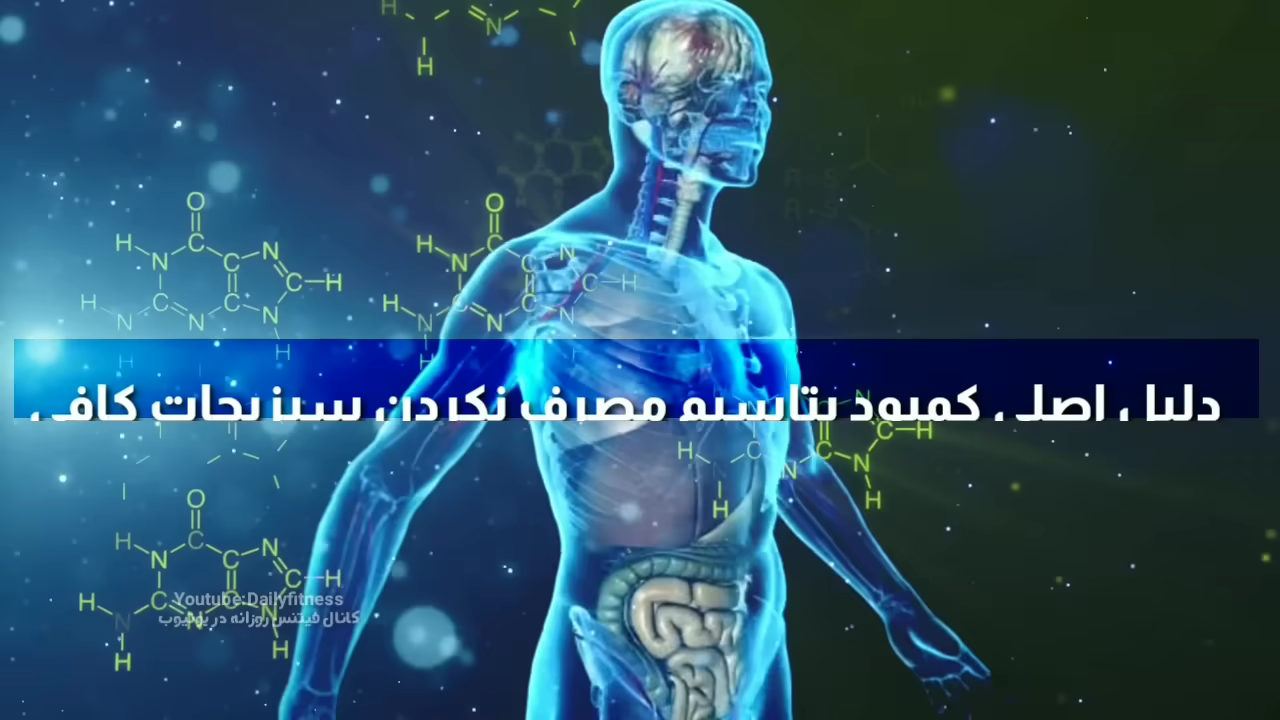 دلیل اصلی کمبود پتاسیم مصرف نکردن سبزیجات کافی
Youtube:Dailyfitness
کانال فیتنس روزانه در یوتیوب